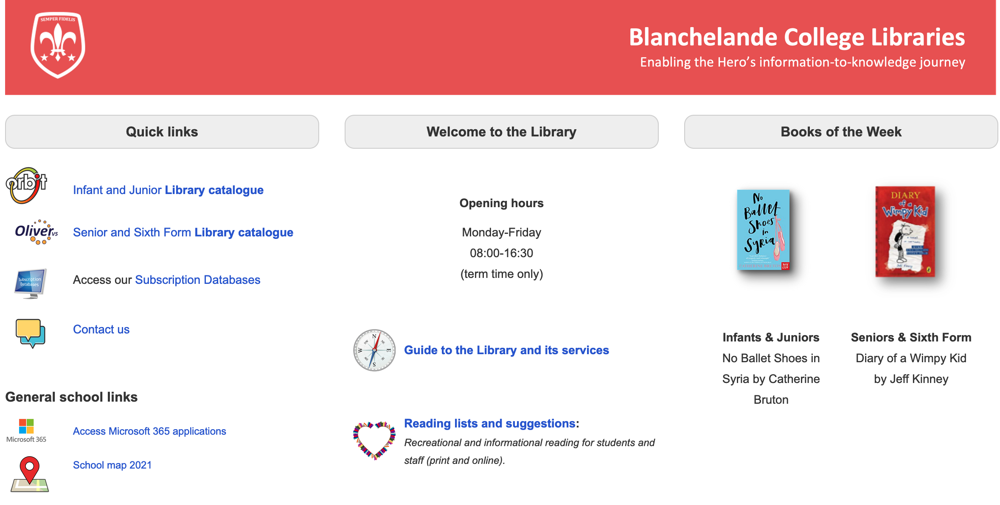 SEMPER FIDELIS
Blanchelande College Libraries
Enabling the Hero's information-to-knowledge journey
Quick links
orbit
Infant and Junior Library catalogue
Oliver v5
Senior and Sixth Form Library catalogue
Subscription
Databases
Access our Subscription Databases
Contact us
General school links
Microsoft 365
Access Microsoft 365 applications
School map 2021
Welcome to the Library
Opening hours
Monday-Friday
08:00-16:30
(term time only)
N
NE
E
SE
S
SW
W
NW
Guide to the Library and its services
Reading lists and suggestions:
Recreational and informational reading for students and
staff (print and online).
Books of the Week
No
Ballet
Shoes
in
Syria
CATHERINE BRUTON
NOSY
CROW
DIARY
of a
Wimpy Kid
Jeff Kinney
Infants & Juniors
No Ballet Shoes in
Syria by Catherine
Bruton
Seniors & Sixth Form
Diary of a Wimpy Kid
by Jeff Kinney